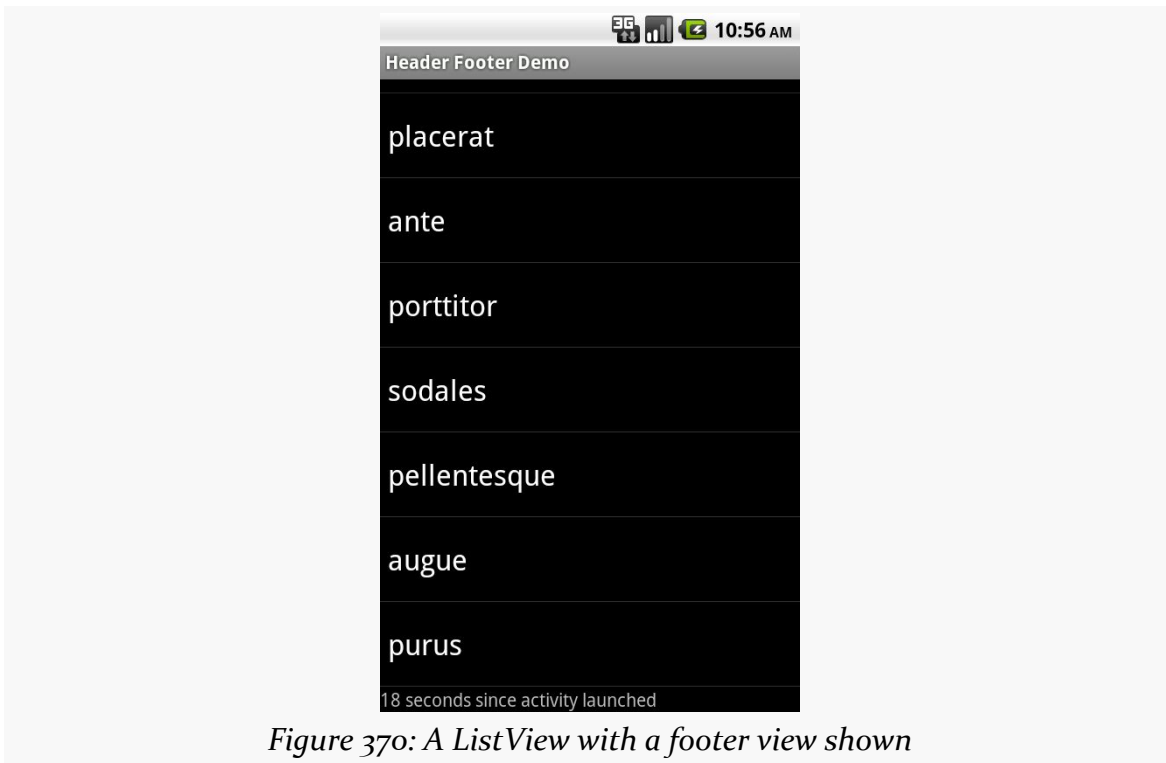 3G 10:56 AM
Header Footer Demo
placerat
ante
porttitor
sodales
pellentesque
augue
purus
18 seconds since activity launched
Figure 370: A ListView with a footer view shown